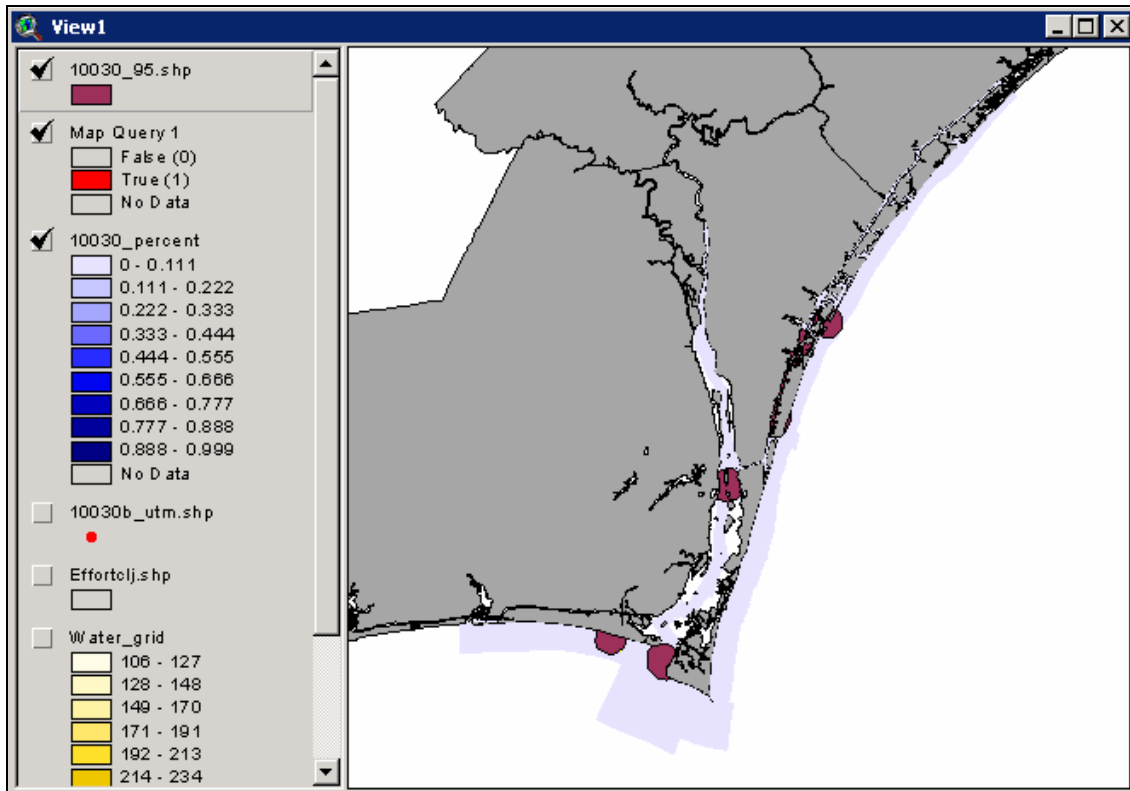 View1
10030_95.shp
Map Query 1
False (0)
True (1)
No Data
10030_percent
0 - 0.111
0.111 - 0.222
0.222 - 0.333
0.333 - 0.444
0.444 - 0.555
0.555 - 0.666
0.666 - 0.777
0.777 - 0.888
0.888 - 0.999
No Data
10030b_utm.shp
Effortclj.shp
Water_grid
106 - 127
128 - 148
149 - 170
171 - 191
192 - 213
214 - 234